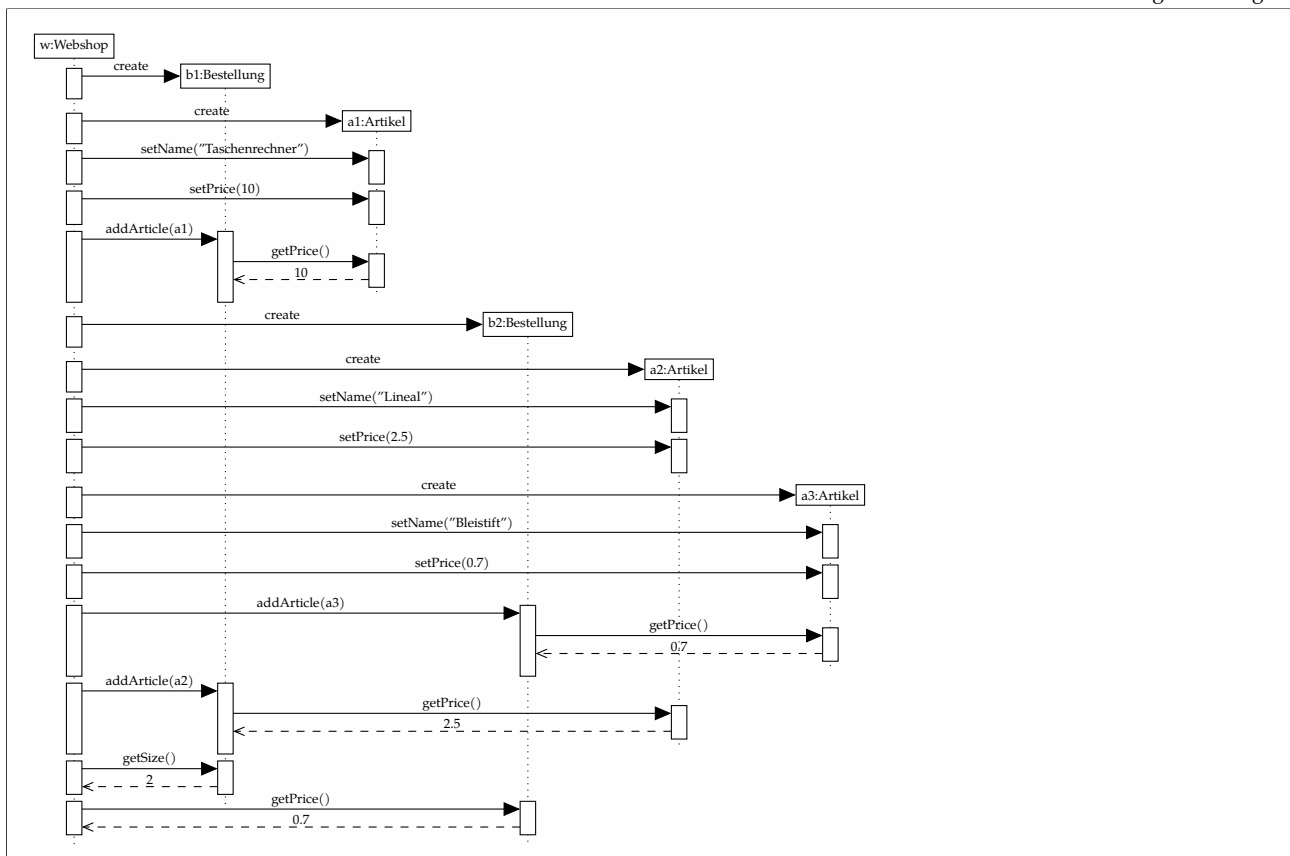 w:Webshop
create
b1:Bestellung
create
a1:Artikel
setName("Taschenrechner")
setPrice(10)
addArticle(a1)
getPrice()
10
create
b2:Bestellung
create
a2:Artikel
setName("Lineal")
setPrice(2.5)
create
a3:Artikel
setName("Bleistift")
setPrice(0.7)
addArticle(a3)
getPrice()
0.7
addArticle(a2)
getPrice()
2.5
getSize()
2
getPrice()
0.7